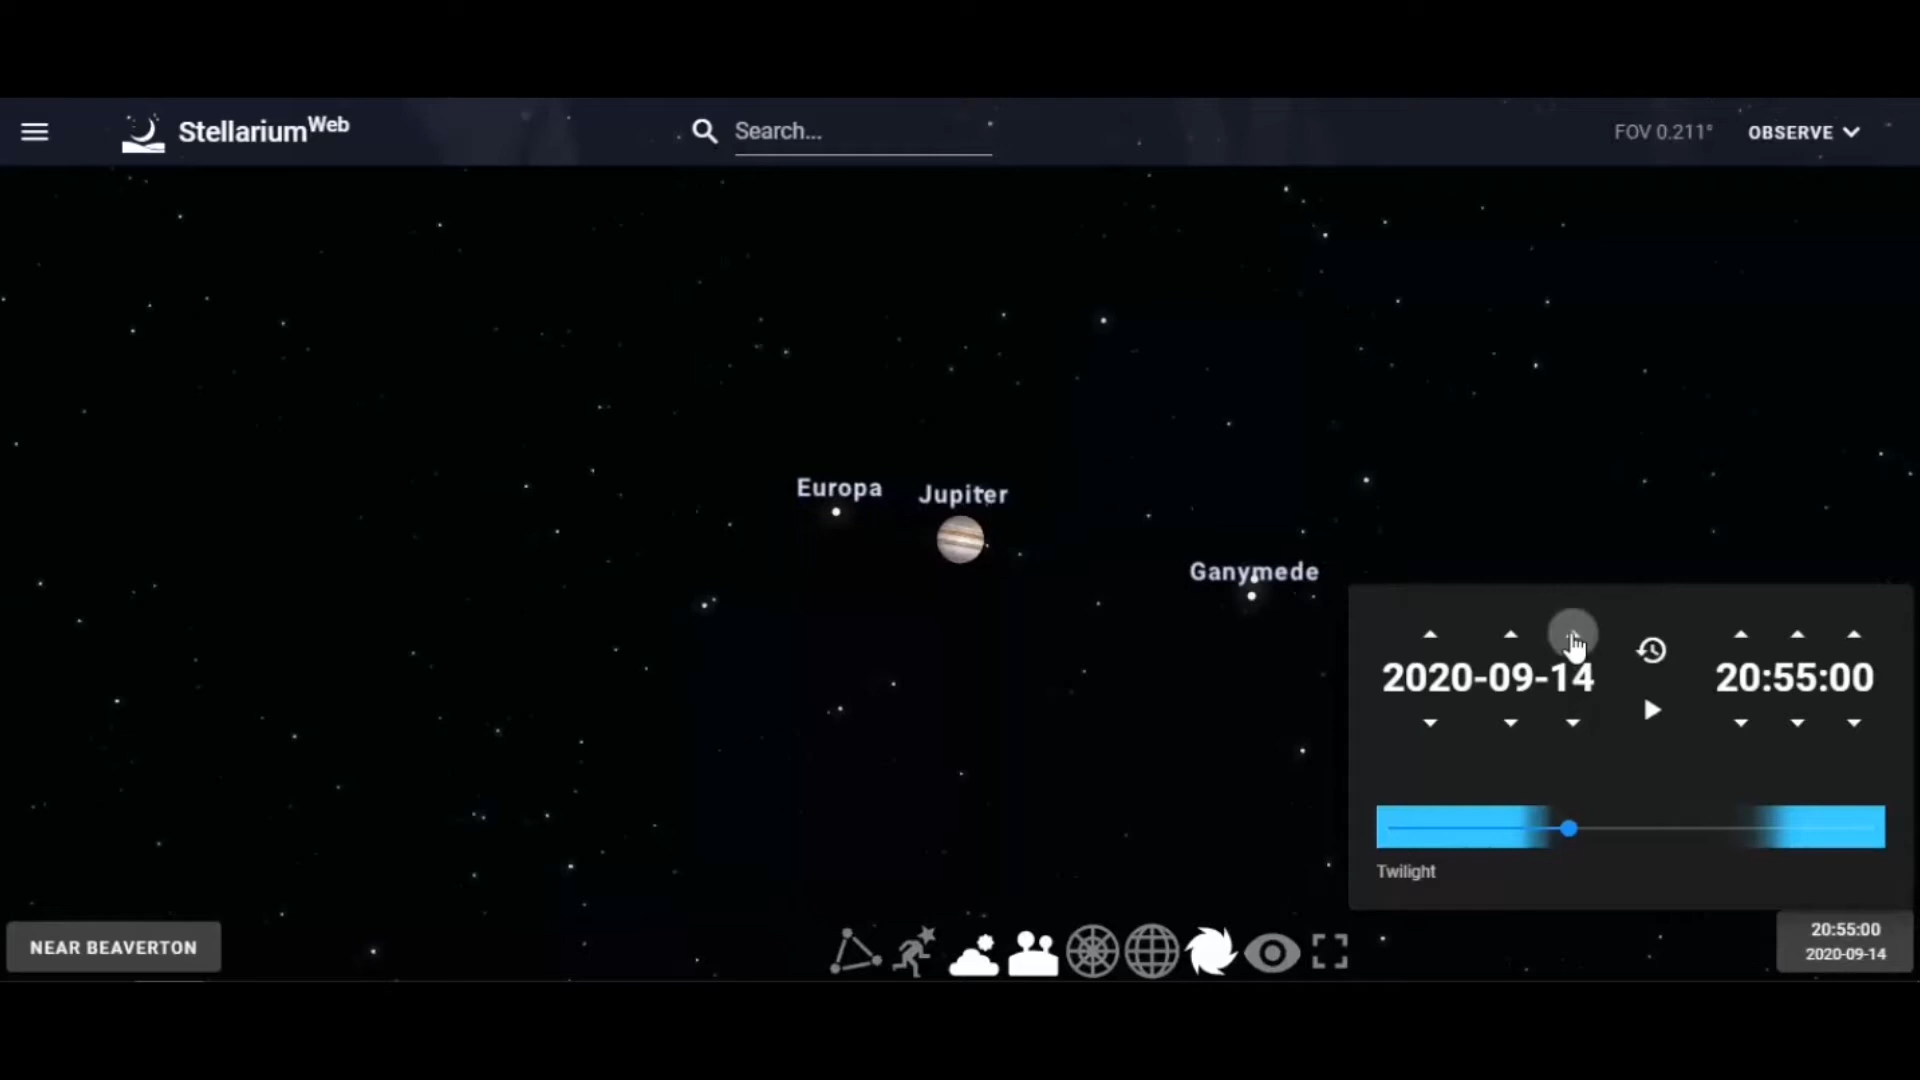 StellariumWeb
Search...
FOV 0.211°
OBSERVE
Europa
Jupiter
Ganymede
2020-09-14
20:55:00
Twilight
NEAR BEAVERTON
20:55:00
2020-09-14